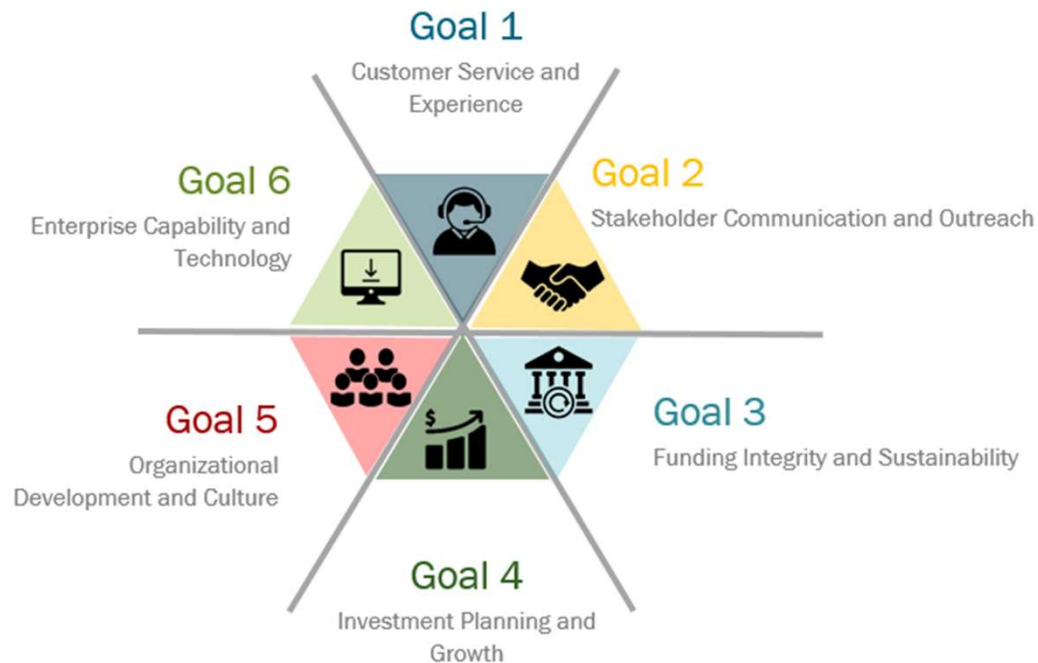 Goal 1
Customer Service and
Experience
Goal 2
Stakeholder Communication and Outreach
Goal 3
Funding Integrity and Sustainability
Goal 4
Investment Planning and
Growth
Goal 5
Organizational
Development and Culture
Goal 6
Enterprise Capability and
Technology
$